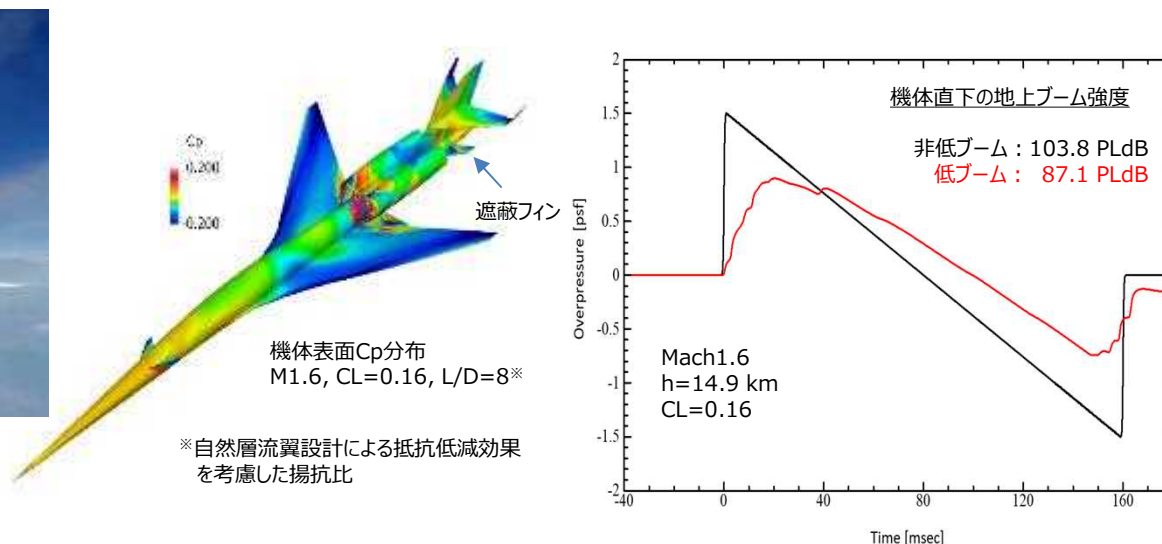 Cp
0.200
-0.200
遮蔽フィン
機体表面Cp分布
M1.6, CL=0.16, L/D=8※
※自然層流翼設計による抵抗低減効果
を考慮した揚抗比
機体直下の地上ブーム強度
非低ブーム：103.8 PLdB
低ブーム： 87.1 PLdB
Mach1.6
h=14.9 km
CL=0.16
Overpressure [psf]
2
1.5
1
0.5
0
-0.5
-1
-1.5
-2
-40 0 40 80 120 160
Time [msec]